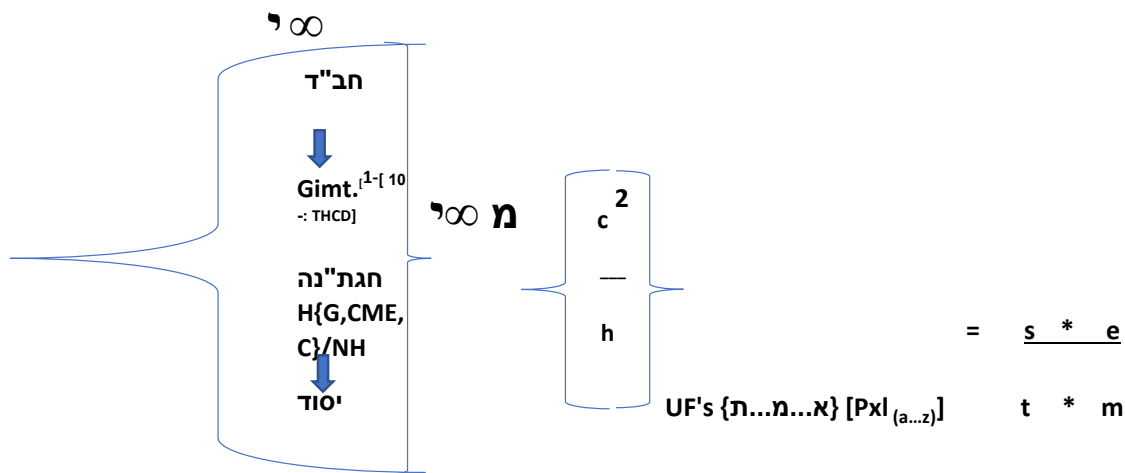 ∞ י
חב"ד
Gimt.[1-[ 10
-: THCD]
מ ∞י
c 2
h
חגת"נה
H{G,CME,
C}/NH
יסוד
= s * e
UF's {א...מ...ת} [Pxl (a...z)] t * m